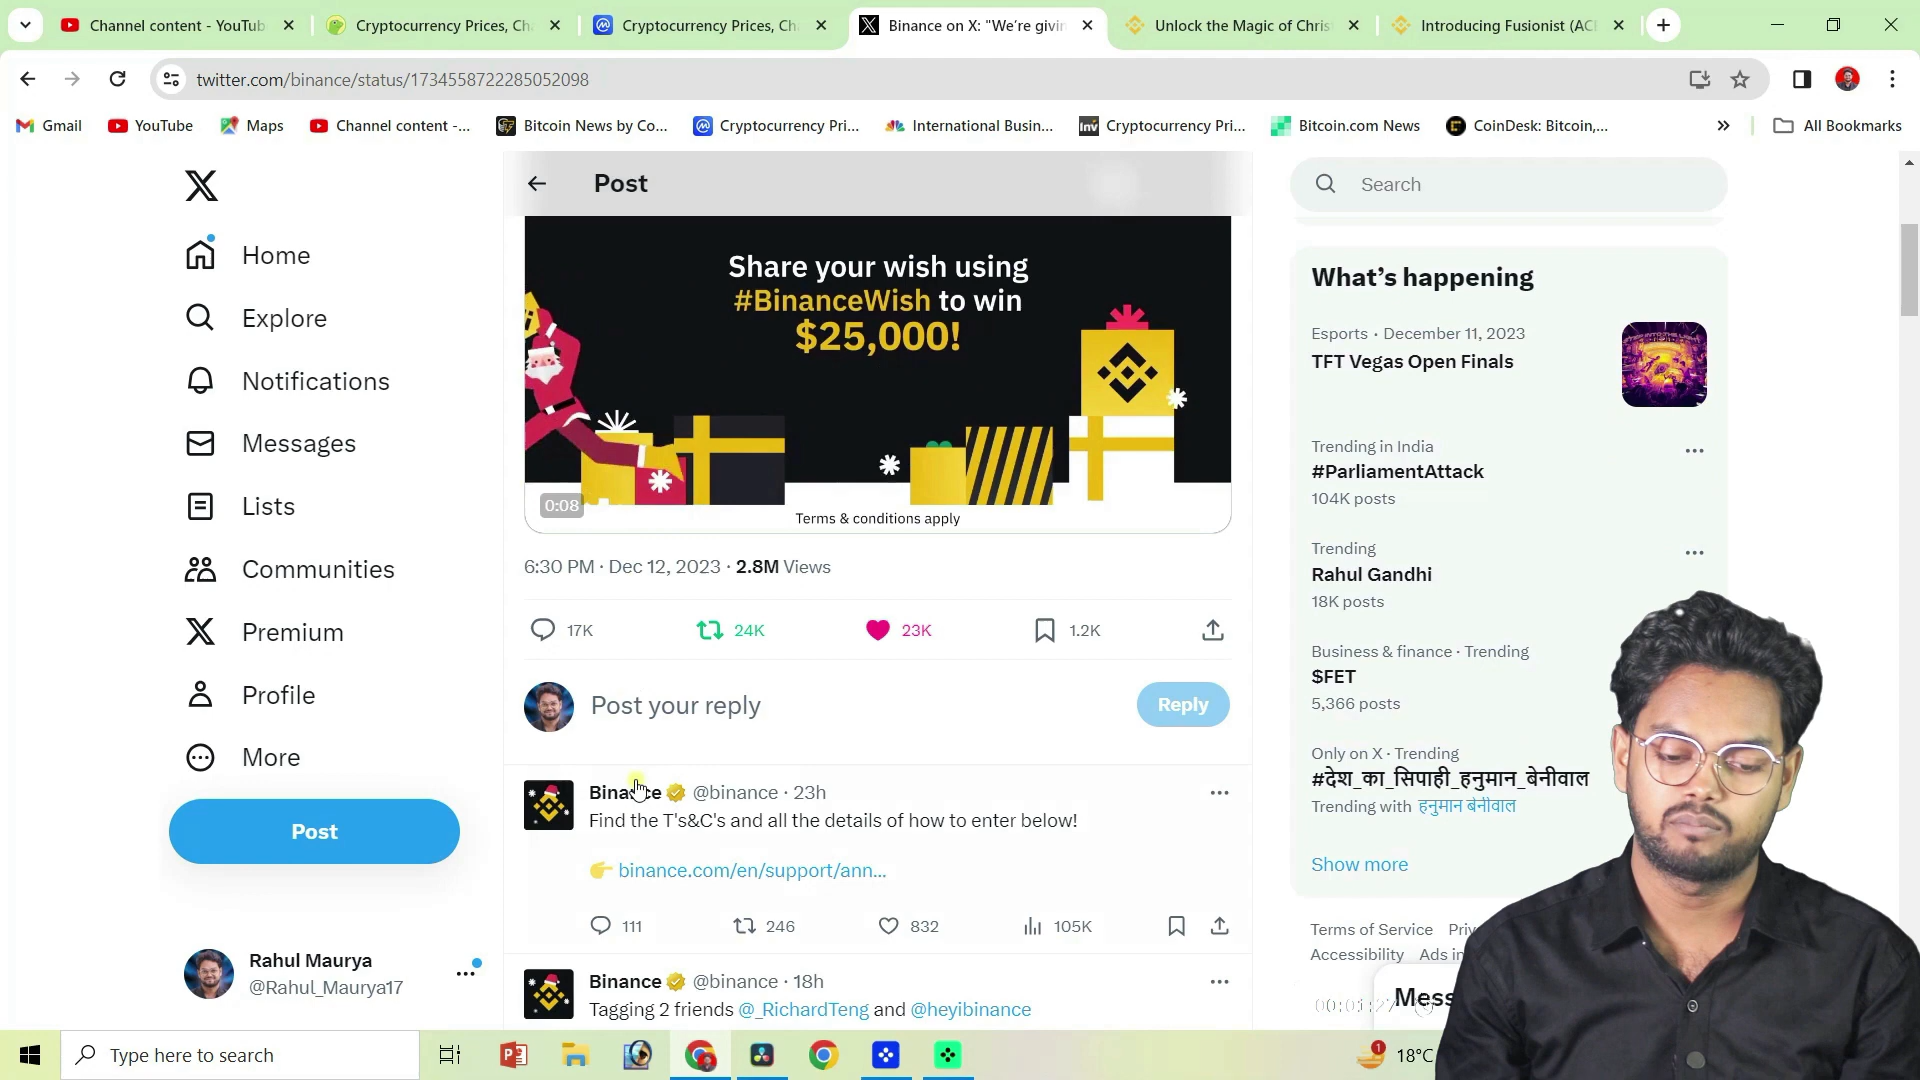 Channel content - YouTub
Cryptocurrency Prices, Cha
Cryptocurrency Prices, Ch
Binance on X: "We're givin
Unlock the Magic of Christ
Introducing Fusionist (ACE
twitter.com/binance/status/1734558722285052098
Gmail
YouTube
Maps
Channel content -...
Bitcoin News by Co...
Cryptocurrency Pri...
International Busin...
Inv
Cryptocurrency Pri...
Bitcoin.com News
CoinDesk: Bitcoin,...
All Bookmarks
Home
Explore
Notifications
Messages
Lists
Communities
Premium
Profile
More
Post
Rahul Maurya
@Rahul_Maurya17
Post
Share your wish using
#BinanceWish to win
$25,000!
0:08
Terms & conditions apply
6:30 PM · Dec 12, 2023 · 2.8M Views
17K
24K
23K
1.2K
Post your reply
Reply
Binance @binance · 23h
Find the T's&C's and all the details of how to enter below!
👉 binance.com/en/support/ann...
111
246
832
105K
Binance @binance · 18h
Tagging 2 friends @_RichardTeng and @heyibinance
Search
What's happening
Esports · December 11, 2023
TFT Vegas Open Finals
Trending in India
#ParliamentAttack
104K posts
Trending
Rahul Gandhi
18K posts
Business & finance · Trending
$FET
5,366 posts
Only on X · Trending
#देश_का_सिपाही_हनुमान_बेनीवाल
Trending with हनुमान बेनीवाल
Show more
Terms of Service Priv
Accessibility Ads in
Mess
Type here to search
1
18°C